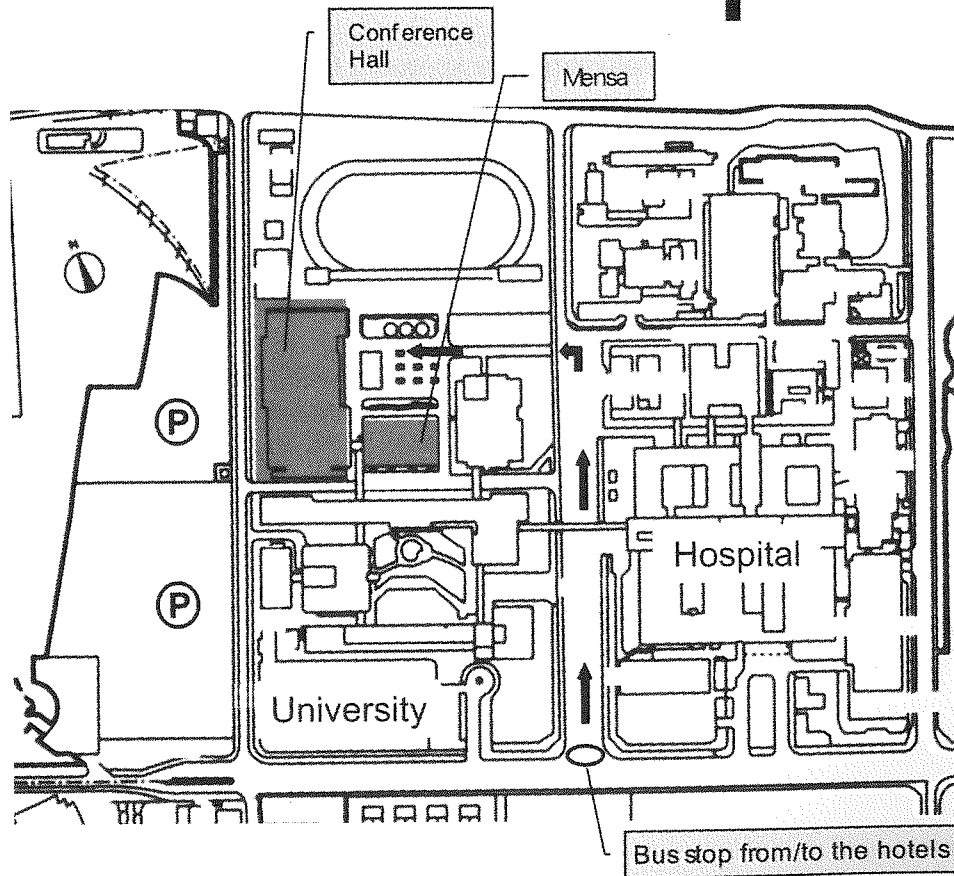 Conference
Hall
Mensa
N
P
Hospital
P
University
Bus stop from/to the hotels